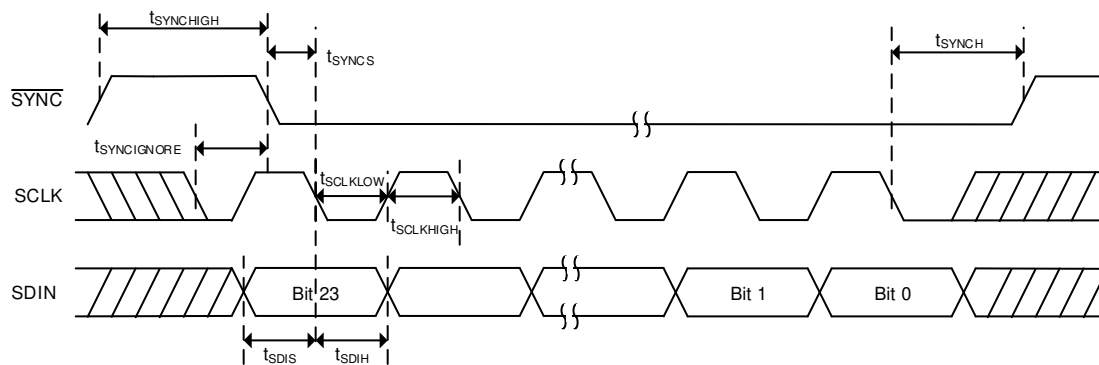 tSYNCHIGH
tSYNCS
tSYNCH
SYNC
tSYNCIGNORE
SCLK
tSCLKLOW
tSCLKHIGH
SDIN
Bit 23
Bit 1
Bit 0
tSDIS
tSDIH